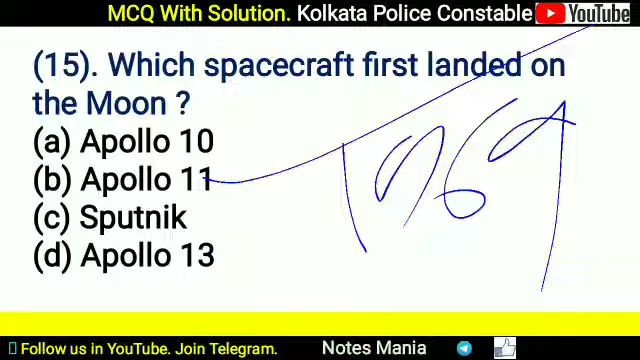 MCQ With Solution. Kolkata Police Constable YouTube
(15). Which spacecraft first landed on
the Moon ?
(a) Apollo 10
(b) Apollo 11
(c) Sputnik
(d) Apollo 13
1969
Follow us in YouTube. Join Telegram. Notes Mania